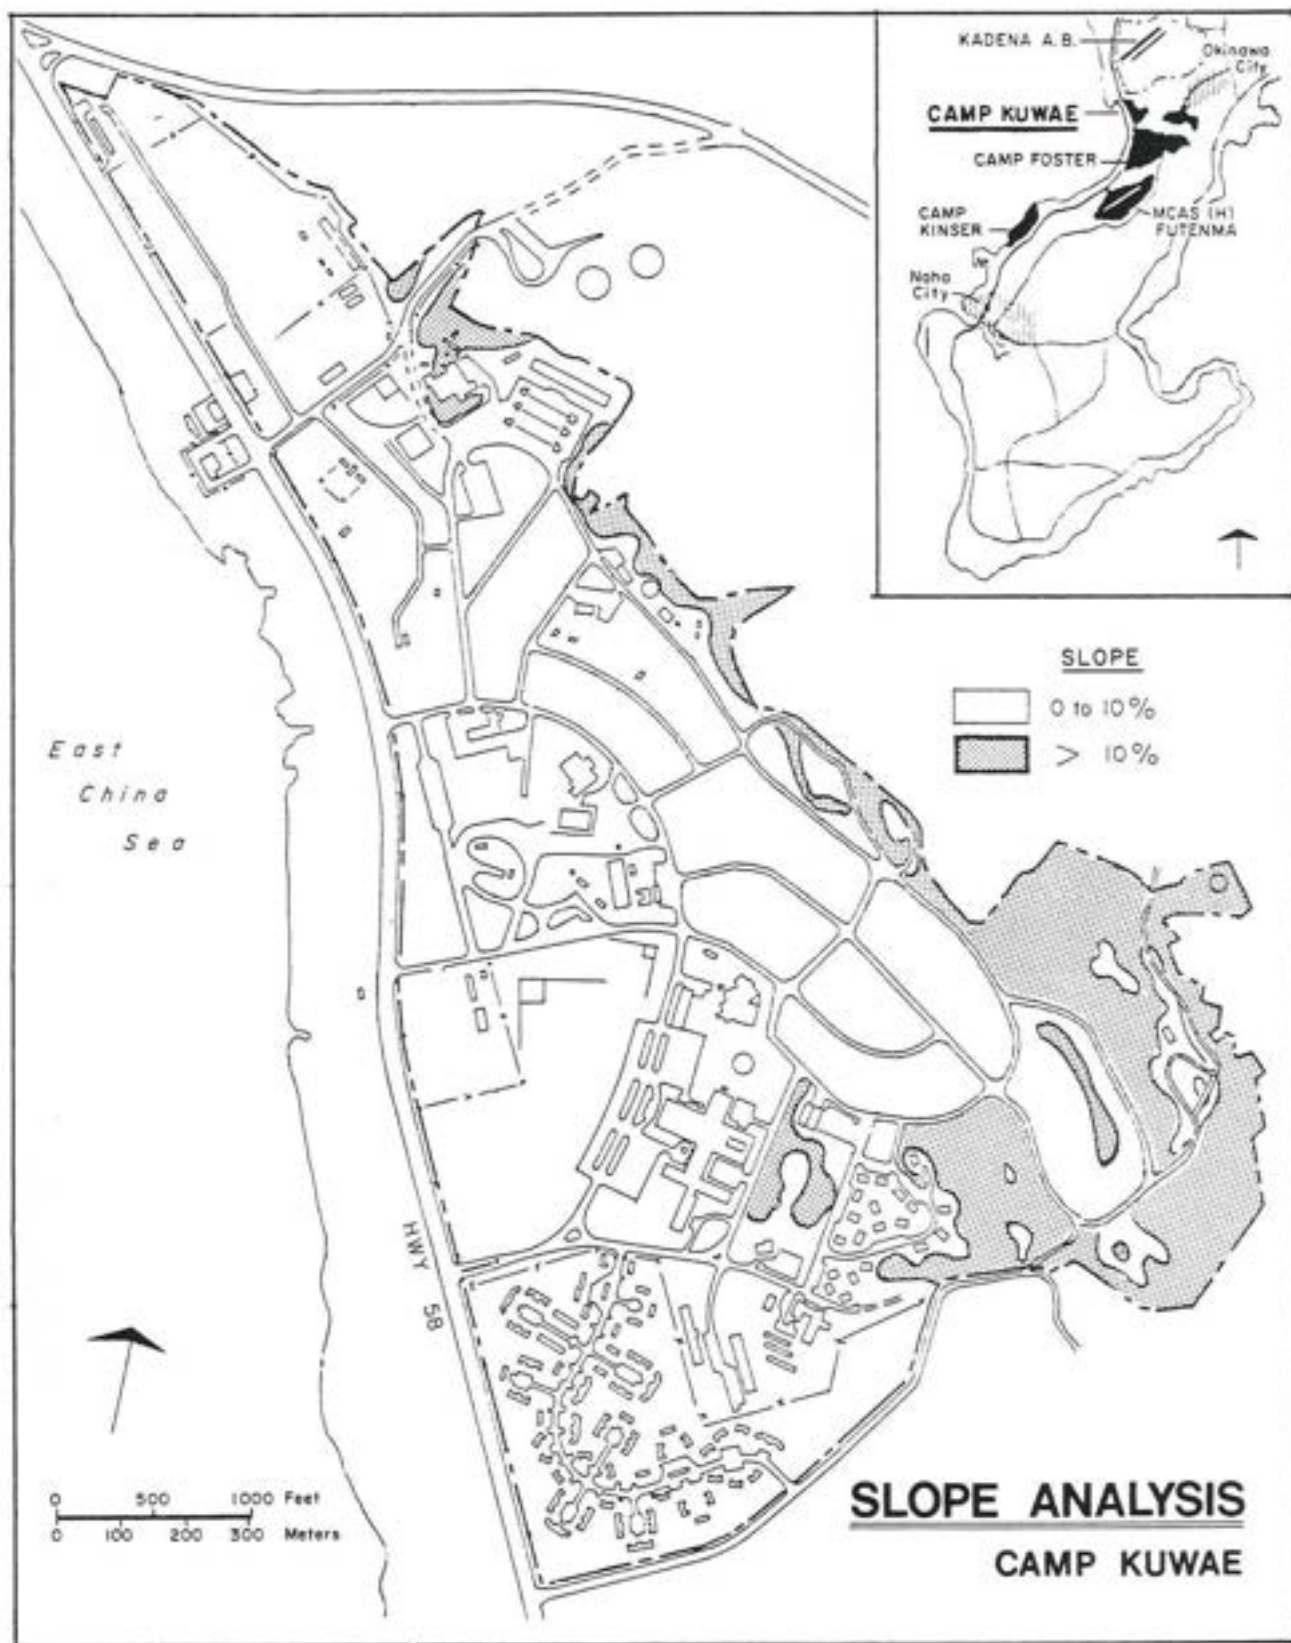 KADENA A.B.
Okinawa
City
CAMP KUWAE
CAMP FOSTER
CAMP
KINSER
MCAS (H)
FUTENMA
Naha
City
SLOPE
0 to 10%
> 10%
East
China
Sea
HWY 58
0 500 1000 Feet
0 100 200 300 Meters
SLOPE ANALYSIS
CAMP KUWAE